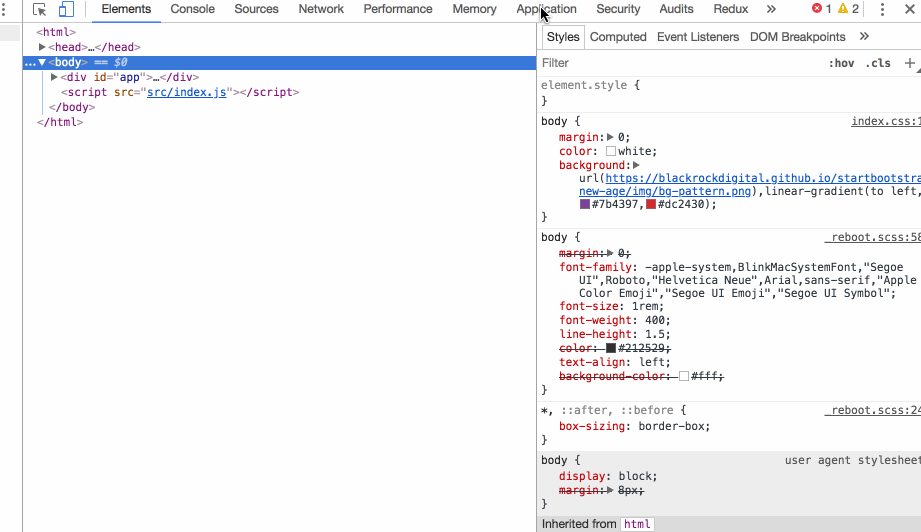 Elements Console Sources Network Performance Memory Application Security Audits Redux » 1 2
<html>
<head>…</head>
… <body> == $0
<div id="app">…</div>
<script src="src/index.js"></script>
</body>
</html>
Styles Computed Event Listeners DOM Breakpoints »
Filter :hov .cls +
element.style {
}
body { index.css:1
margin: 0;
color: white;
background:
url(https://blackrockdigital.github.io/startbootstra
new-age/img/bg-pattern.png),linear-gradient(to left,
#7b4397, #dc2430);
}
body { _reboot.scss:58
margin: 0;
font-family: -apple-system,BlinkMacSystemFont,"Segoe
UI",Roboto,"Helvetica Neue",Arial,sans-serif,"Apple
Color Emoji","Segoe UI Emoji","Segoe UI Symbol";
font-size: 1rem;
font-weight: 400;
line-height: 1.5;
color: #212529;
text-align: left;
background-color: #fff;
}
*, ::after, ::before { _reboot.scss:24
box-sizing: border-box;
}
body { user agent stylesheet
display: block;
margin: 8px;
}
Inherited from html